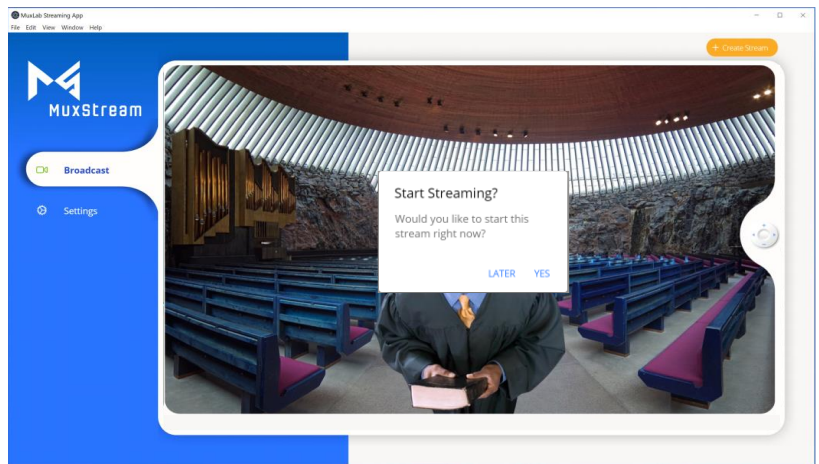 MuxLab Streaming App
File Edit View Window Help
+ Create Stream
MuxStream
Broadcast
Settings
Start Streaming?
Would you like to start this
stream right now?
LATER YES